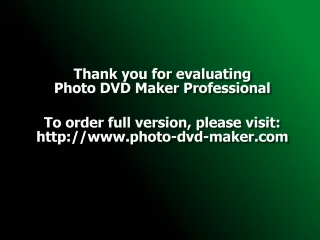 Thank you for evaluating
Photo DVD Maker Professional
To order full version, please visit:
http://www.photo-dvd-maker.com